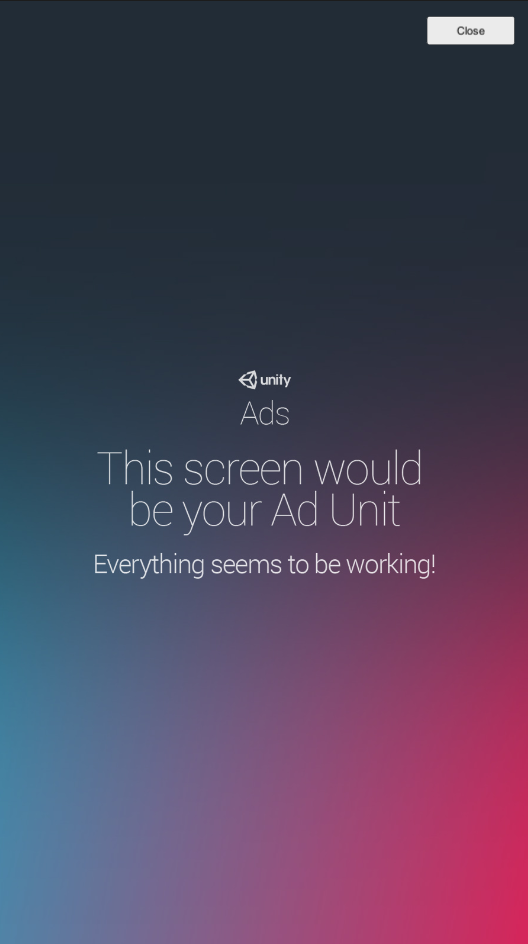 Close
unity
Ads
This screen would
be your Ad Unit
Everything seems to be working!